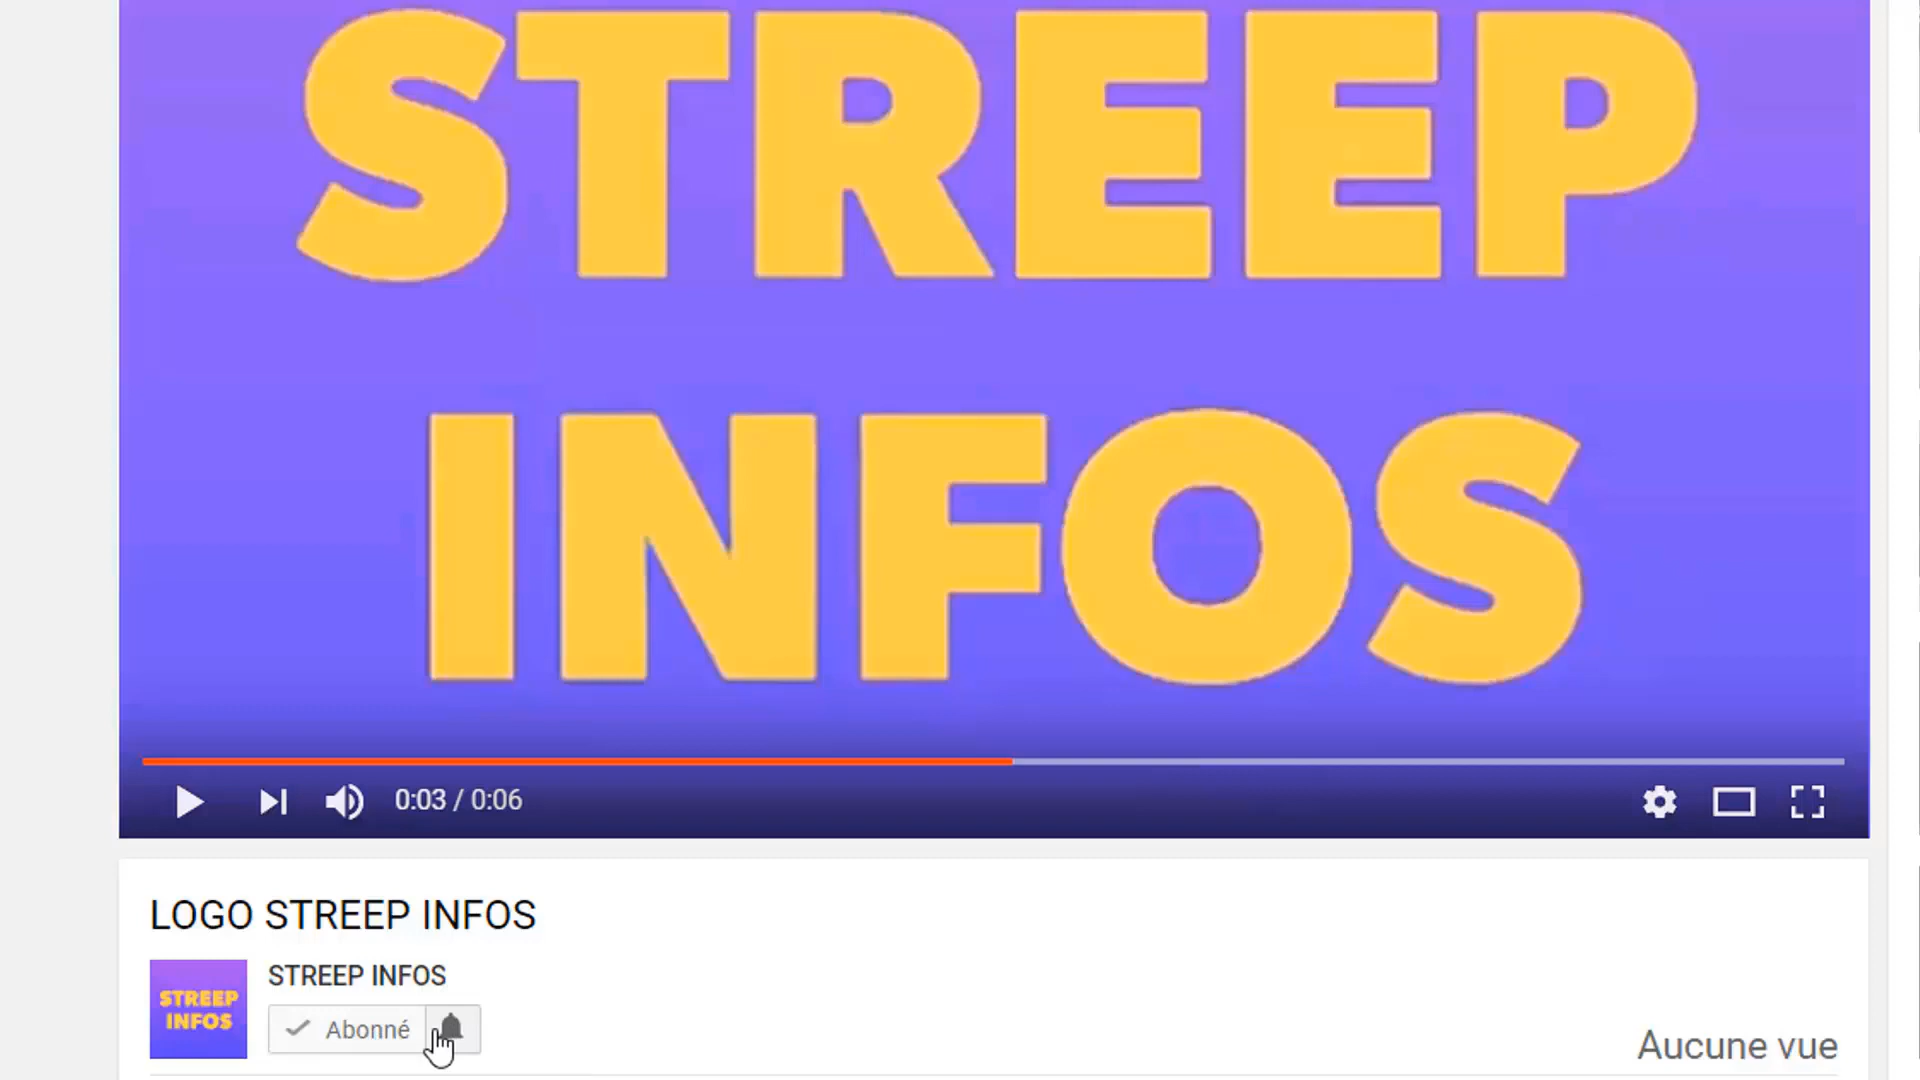 STREEP
INFOS
0:03 / 0:06
LOGO STREEP INFOS
STREEP INFOS
STREEP
INFOS
Abonné
Aucune vue